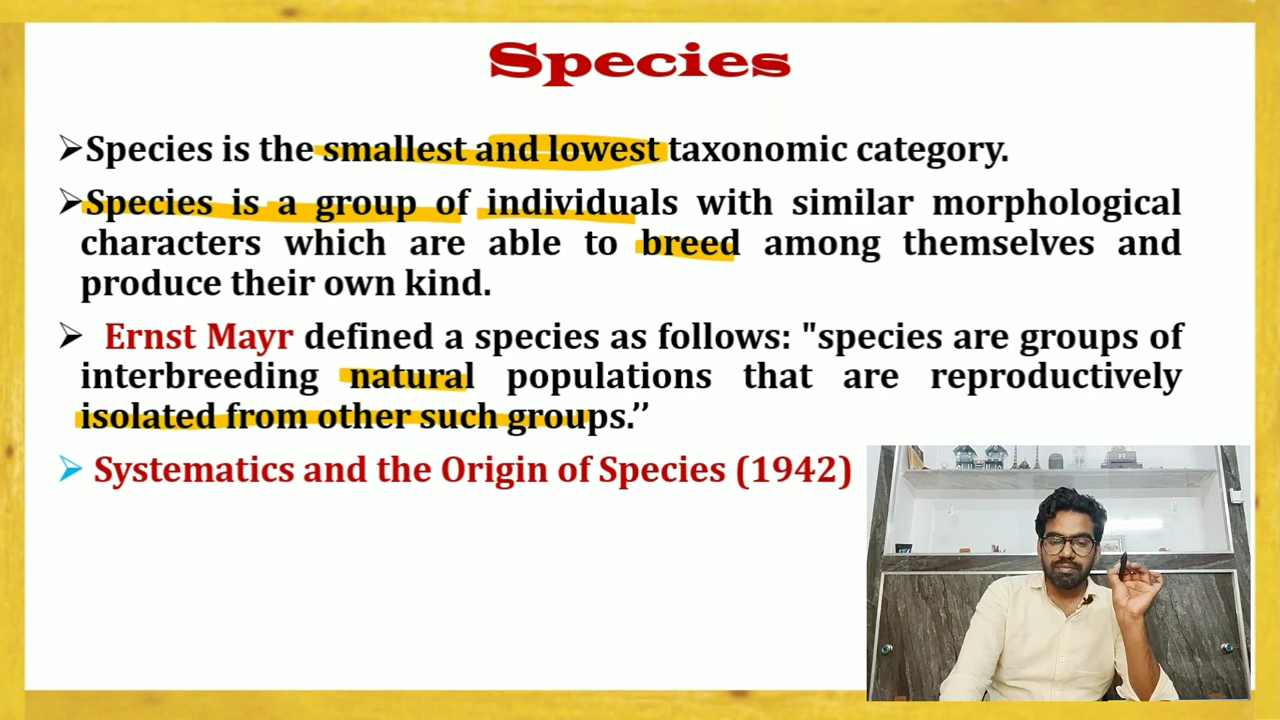 Species
➢Species is the smallest and lowest taxonomic category.
➢Species is a group of individuals with similar morphological
characters which are able to breed among themselves and
produce their own kind.
➢ Ernst Mayr defined a species as follows: "species are groups of
interbreeding natural populations that are reproductively
isolated from other such groups.’’
➢ Systematics and the Origin of Species (1942)